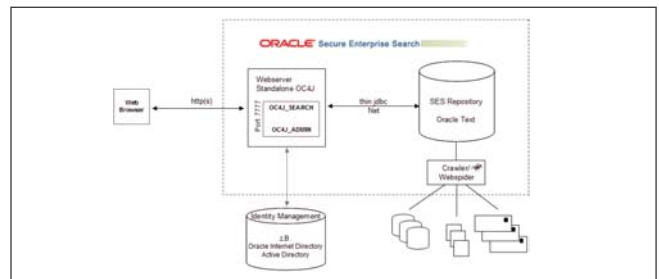 ORACLE Secure Enterprise Search
Webserver
Standalone OC4J
Port 7777
OC4J_SEARCH
OC4J_ADMIN
Web
Browser
http(s)
thin jdbc
Net
SES Repository
Oracle Text
Crawler/
Webspider
Identity Management
z.B.
Oracle Internet Directory
Active Directory